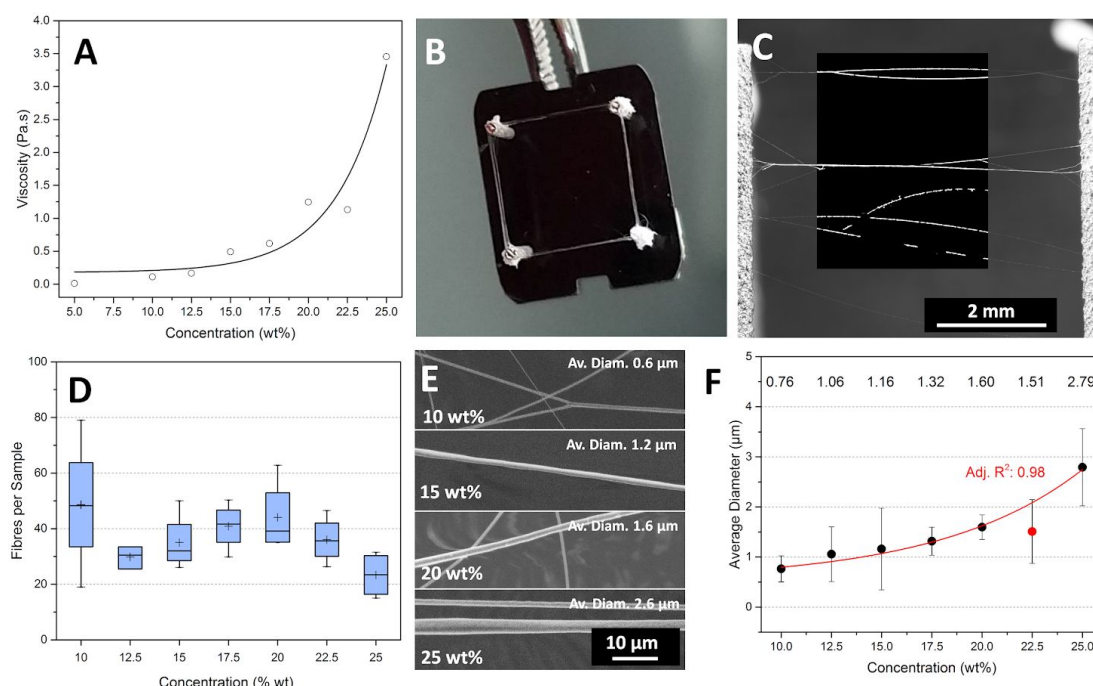 A
Viscosity (Pa.s)
4.0
3.5
3.0
2.5
2.0
1.5
1.0
0.5
0.0
5.0 7.5 10.0 12.5 15.0 17.5 20.0 22.5 25.0
Concentration (wt%)
B
C
2 mm
D
Fibres per Sample
100
80
60
40
20
0
10 12.5 15 17.5 20 22.5 25
Concentration (% wt)
E
Av. Diam. 0.6 µm
10 wt%
Av. Diam. 1.2 µm
15 wt%
Av. Diam. 1.6 µm
20 wt%
Av. Diam. 2.6 µm
10 µm
25 wt%
F
Average Diameter (µm)
5
4
3
2
1
0
0.76 1.06 1.16 1.32 1.60 1.51 2.79
Adj. R²: 0.98
10.0 12.5 15.0 17.5 20.0 22.5 25.0
Concentration (wt%)